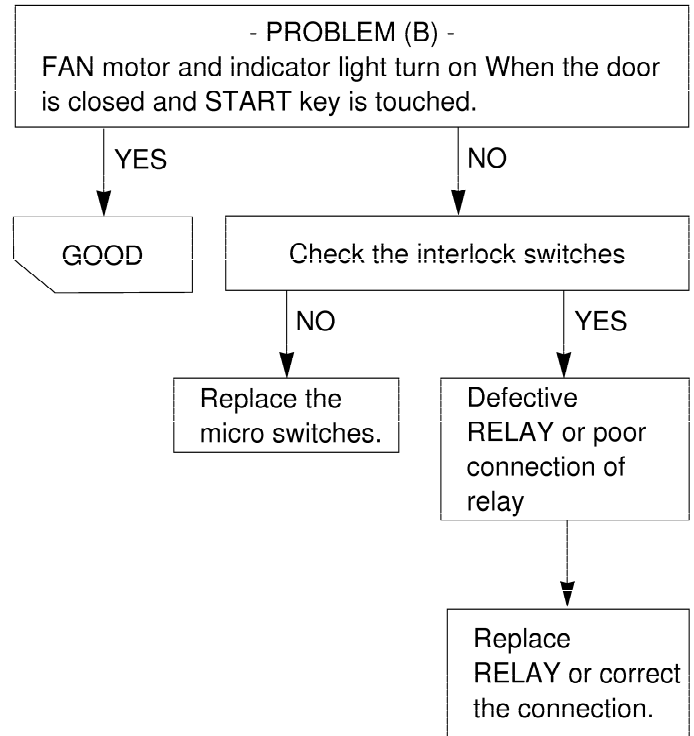 - PROBLEM (B) -
FAN motor and indicator light turn on When the door
is closed and START key is touched.
YES
NO
GOOD
Check the interlock switches
NO
YES
Replace the
micro switches.
Defective
RELAY or poor
connection of
relay
Replace
RELAY or correct
the connection.